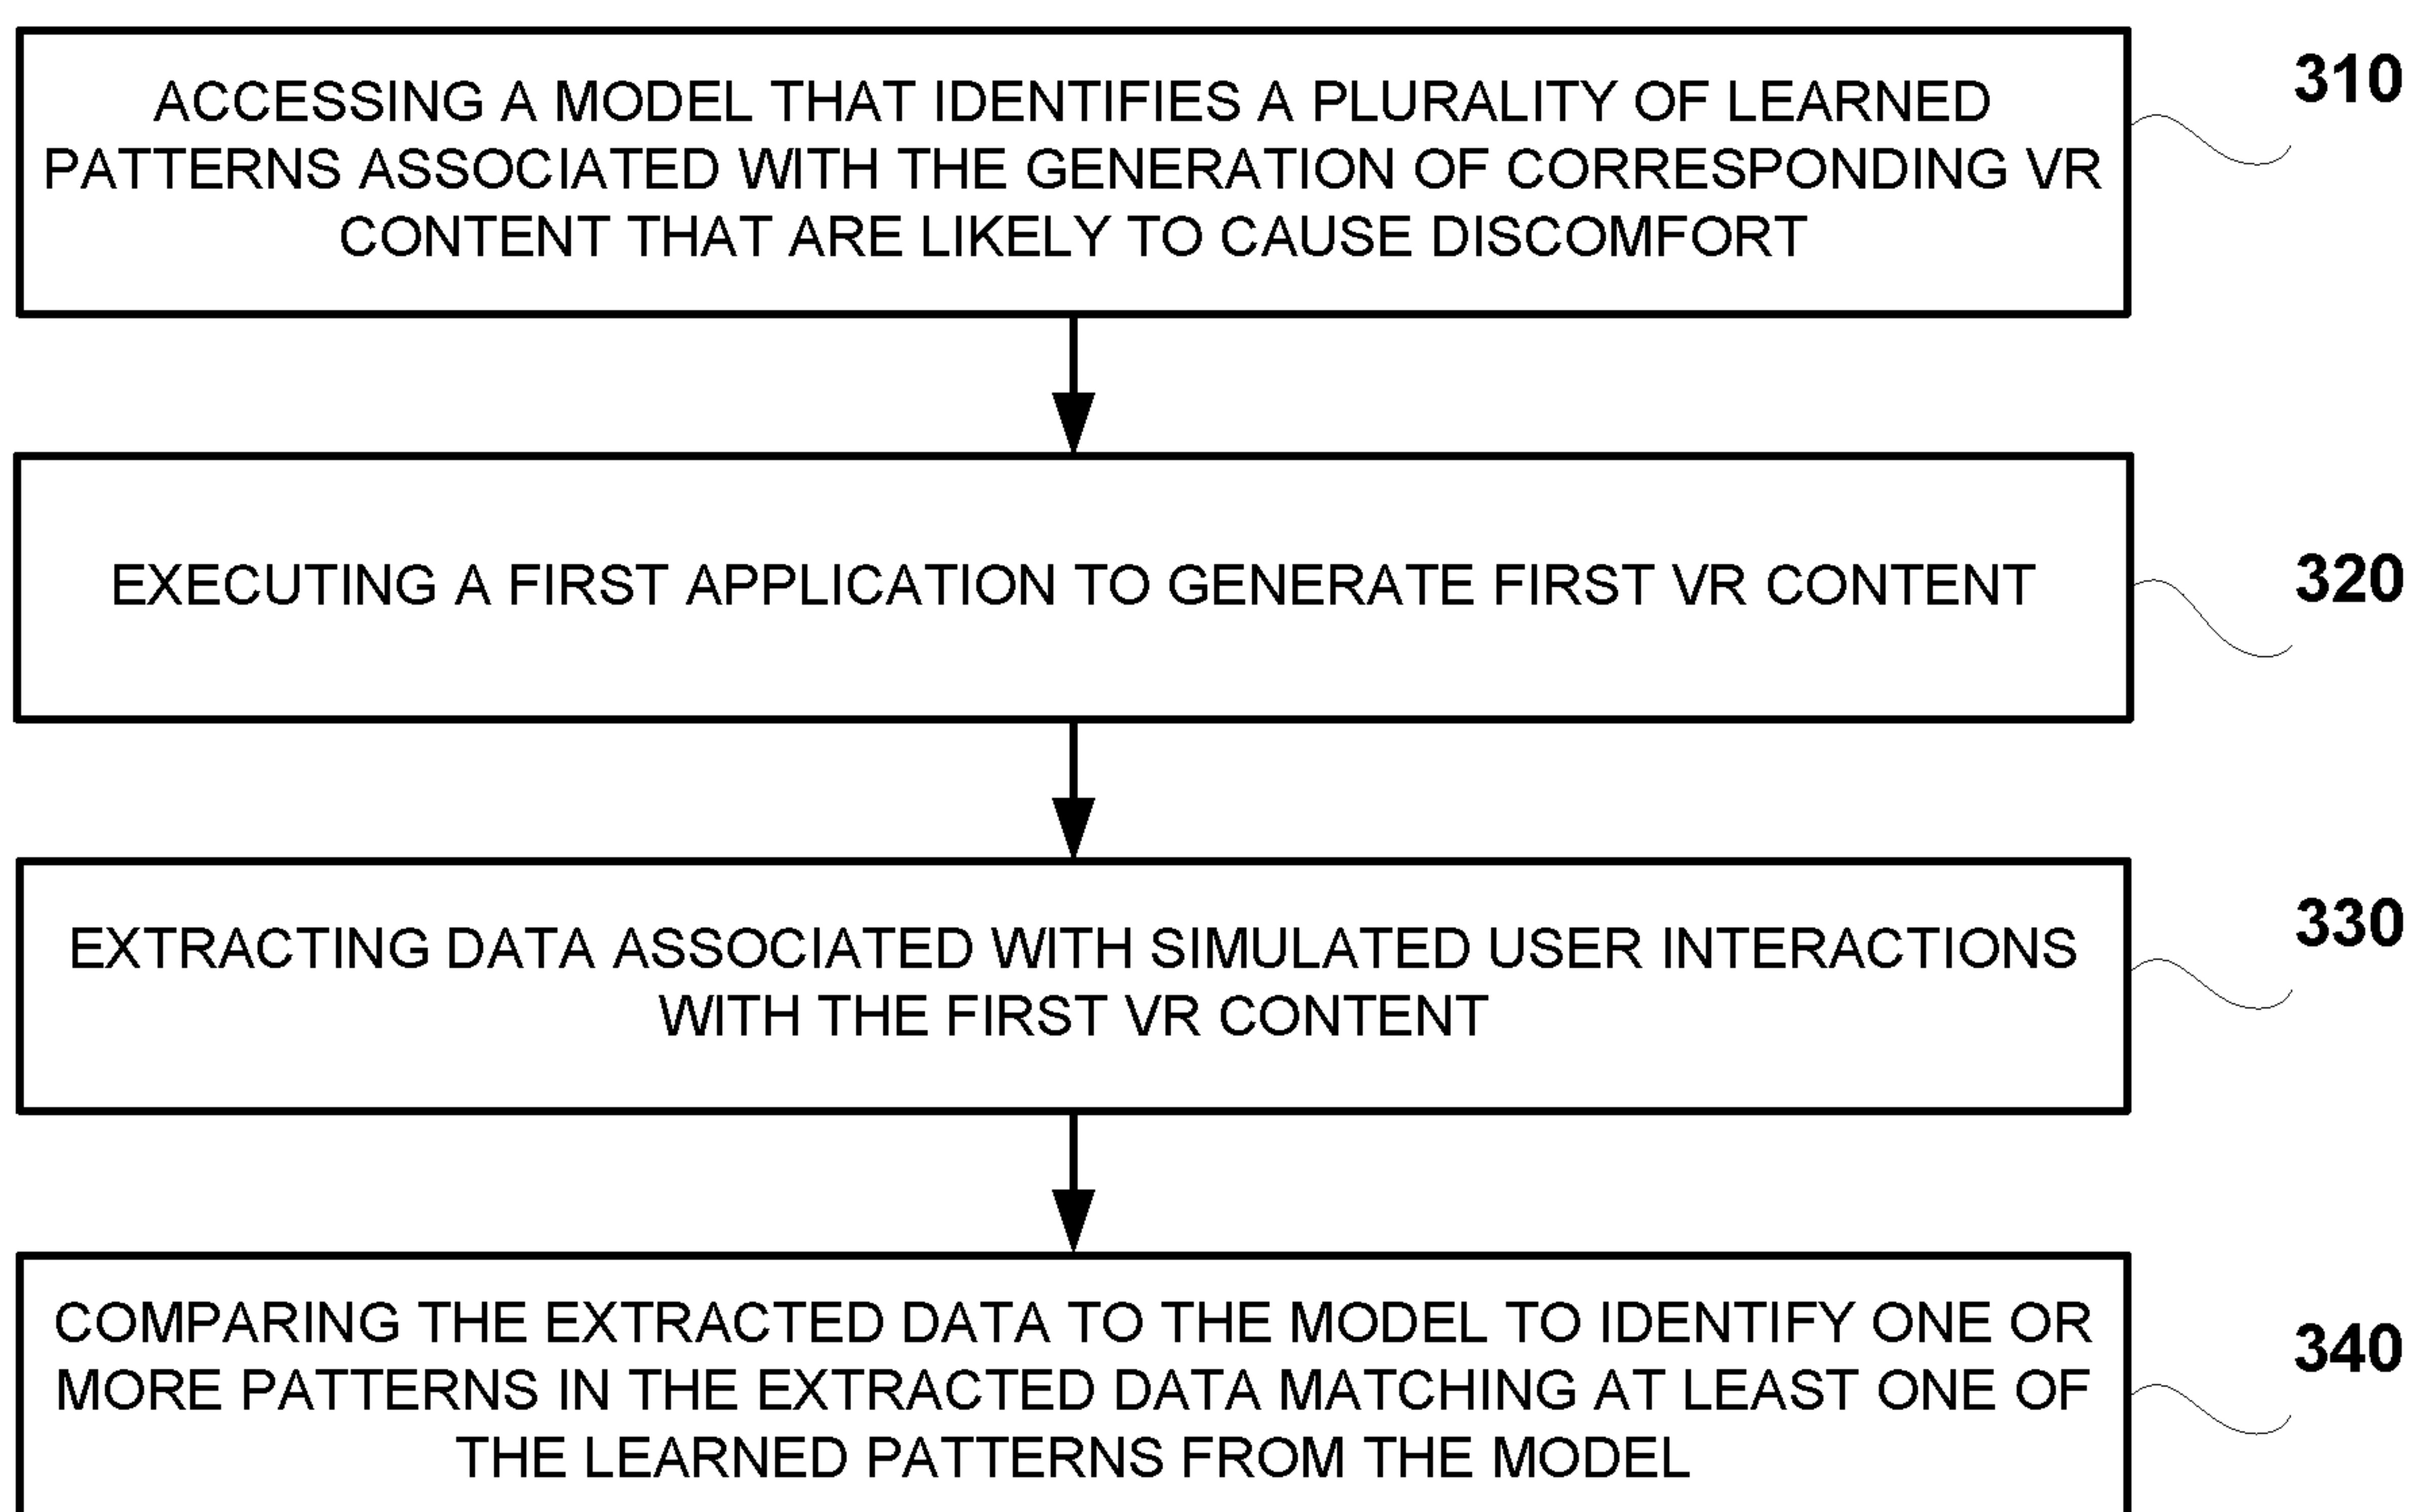 ACCESSING A MODEL THAT IDENTIFIES A PLURALITY OF LEARNED
PATTERNS ASSOCIATED WITH THE GENERATION OF CORRESPONDING VR
CONTENT THAT ARE LIKELY TO CAUSE DISCOMFORT
310
EXECUTING A FIRST APPLICATION TO GENERATE FIRST VR CONTENT
320
EXTRACTING DATA ASSOCIATED WITH SIMULATED USER INTERACTIONS
WITH THE FIRST VR CONTENT
330
COMPARING THE EXTRACTED DATA TO THE MODEL TO IDENTIFY ONE OR
MORE PATTERNS IN THE EXTRACTED DATA MATCHING AT LEAST ONE OF
THE LEARNED PATTERNS FROM THE MODEL
340